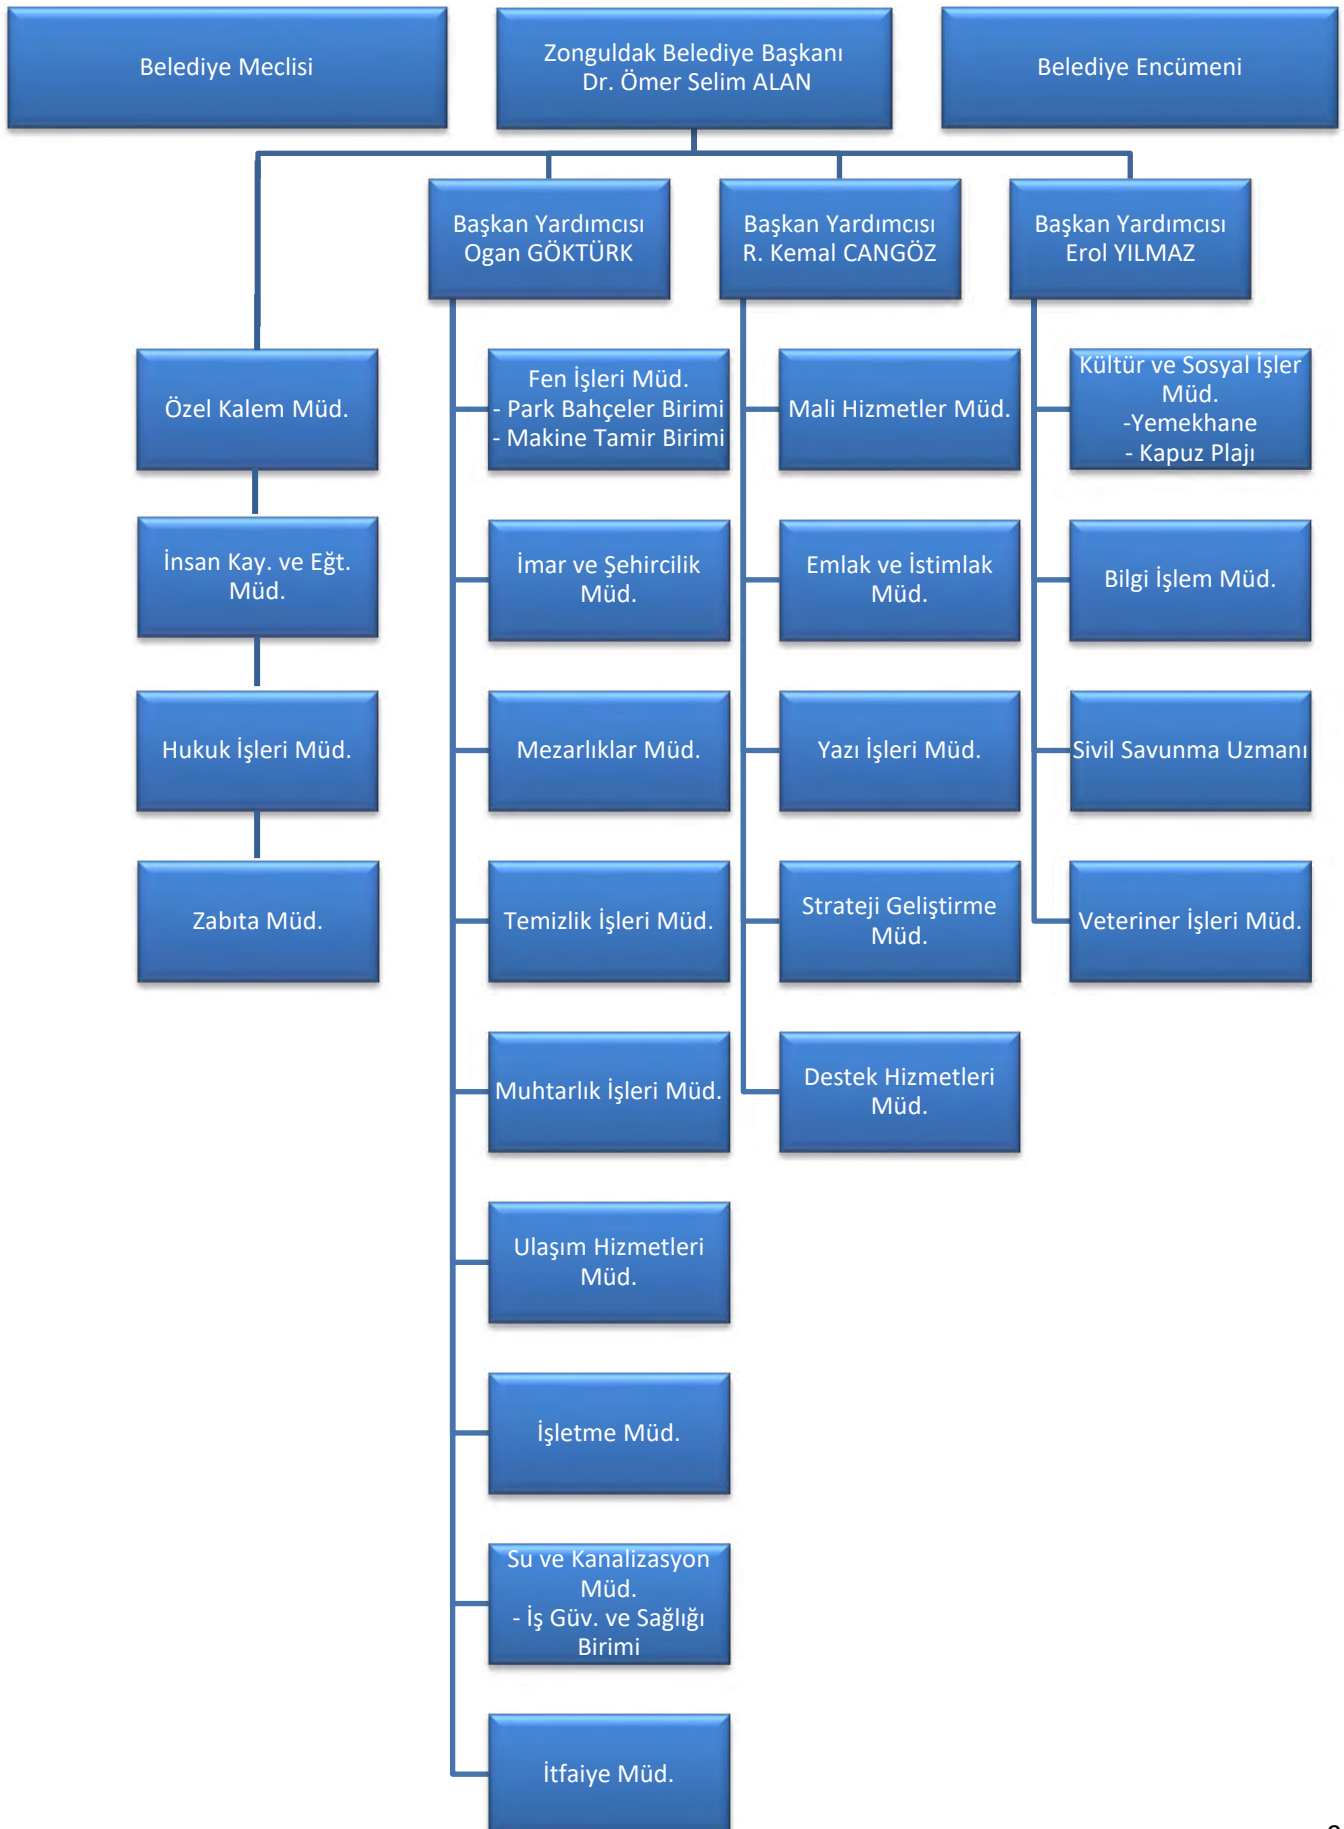 Belediye Meclisi
Zonguldak Belediye Başkanı
Dr. Ömer Selim ALAN
Belediye Encümeni
Başkan Yardımcısı
Ogan GÖKTÜRK
Başkan Yardımcısı
R. Kemal CANGÖZ
Başkan Yardımcısı
Erol YILMAZ
Özel Kalem Müd.
İnsan Kay. ve Eğt.
Müd.
Hukuk İşleri Müd.
Zabıta Müd.
Fen İşleri Müd.
- Park Bahçeler Birimi
- Makine Tamir Birimi
İmar ve Şehircilik
Müd.
Mezarlıklar Müd.
Temizlik İşleri Müd.
Muhtarlık İşleri Müd.
Ulaşım Hizmetleri
Müd.
İşletme Müd.
Su ve Kanalizasyon
Müd.
- İş Güv. ve Sağlığı
Birimi
İtfaiye Müd.
Mali Hizmetler Müd.
Emlak ve İstimlak
Müd.
Yazı İşleri Müd.
Strateji Geliştirme
Müd.
Destek Hizmetleri
Müd.
Kültür ve Sosyal İşler
Müd.
-Yemekhane
- Kapuz Plajı
Bilgi İşlem Müd.
Sivil Savunma Uzmanı
Veteriner İşleri Müd.